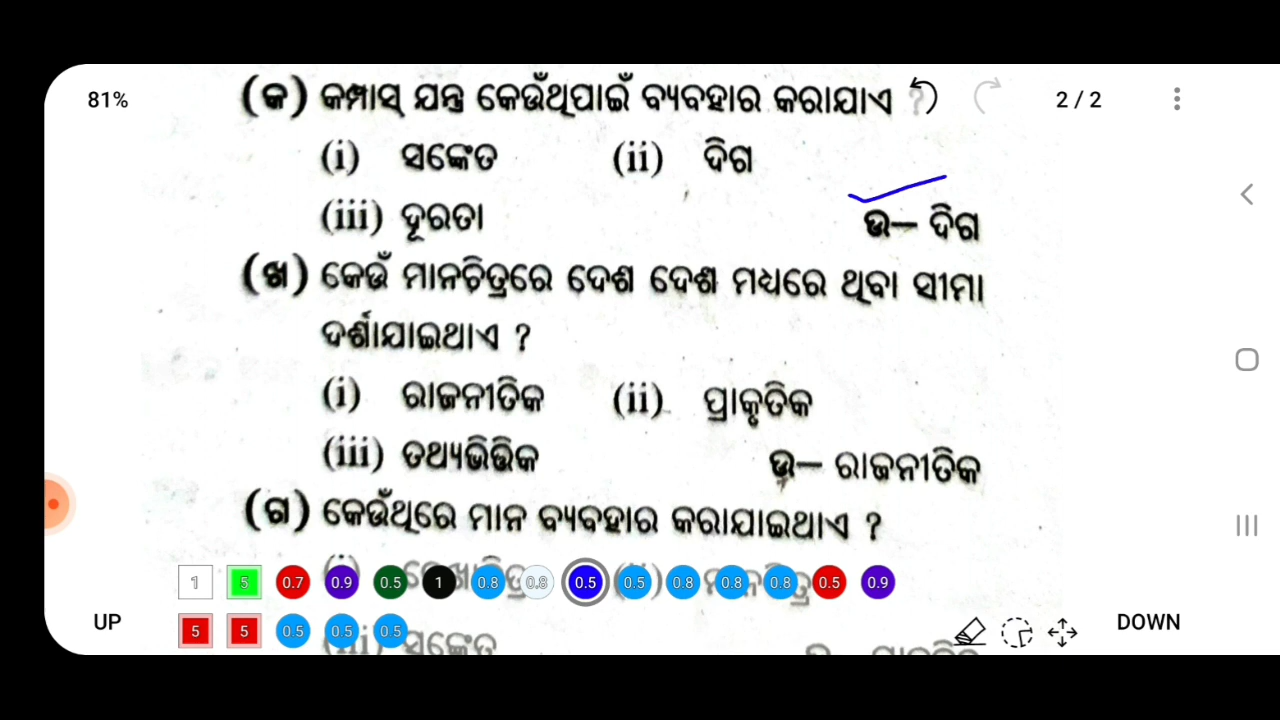 81%
(କ) କମ୍ପାସ୍ ଯନ୍ତ୍ର କେଉଁଥିପାଇଁ ବ୍ୟବହାର କରାଯାଏ ?
2 / 2
(i) ସଙ୍କେତ (ii) ଦିଗ
(iii) ଦୂରତା ଉ– ଦିଗ
(ଖ) କେଉଁ ମାନଚିତ୍ରରେ ଦେଶ ଦେଶ ମଧ୍ୟରେ ଥିବା ସୀମା
ଦର୍ଶାଯାଇଥାଏ ?
(i) ରାଜନୀତିକ (ii) ପ୍ରାକୃତିକ
(iii) ତଥ୍ୟଭିତ୍ତିକ ଉ– ରାଜନୀତିକ
(ଗ) କେଉଁଥିରେ ମାନ ବ୍ୟବହାର କରାଯାଇଥାଏ ?
1 5 0.7 0.9 0.5 1 0.8 0.8 0.5 0.5 0.8 0.8 0.8 0.5 0.9
UP
5 5 0.5 0.5 0.5
(iii) ସଙ୍କେତ
DOWN